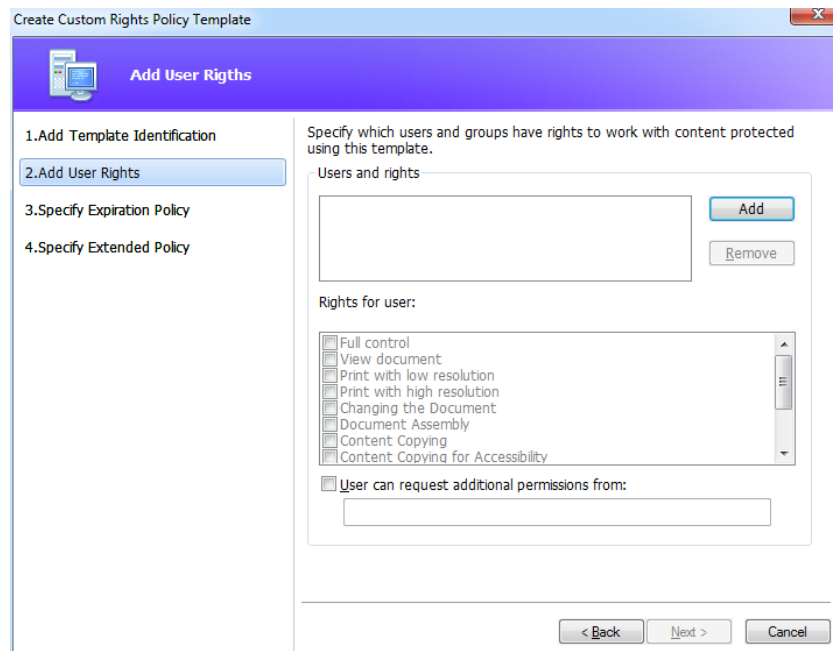 Create Custom Rights Policy Template
X
Add User Rigths
1.Add Template Identification
2.Add User Rights
3.Specify Expiration Policy
4.Specify Extended Policy
Specify which users and groups have rights to work with content protected
using this template.
Users and rights
Add
Remove
Rights for user:
Full control
View document
Print with low resolution
Print with high resolution
Changing the Document
Document Assembly
Content Copying
Content Copying for Accessibility
User can request additional permissions from:
< Back
Next >
Cancel